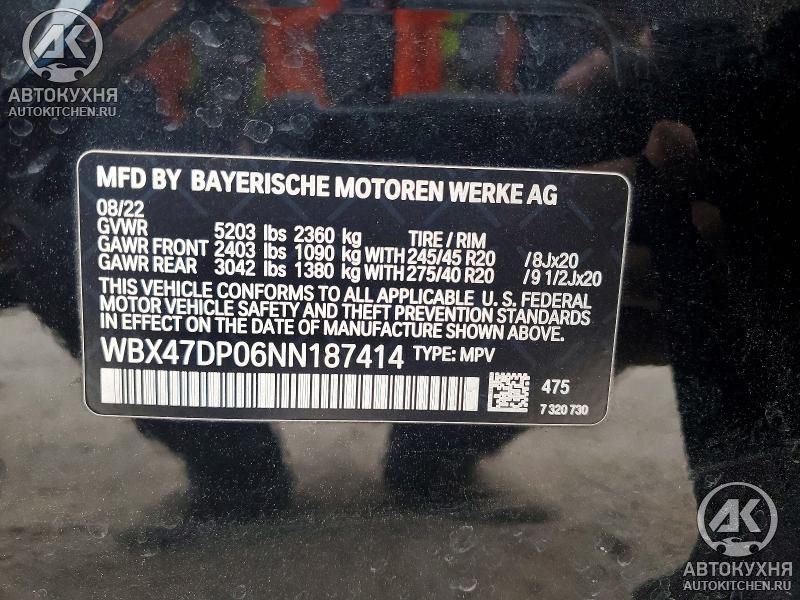 AK
АВТОКУХНЯ
AUTOKITCHEN.RU
MFD BY BAYERISCHE MOTOREN WERKE AG
08/22
GVWR 5203 lbs 2360 kg TIRE / RIM
GAWR FRONT 2403 lbs 1090 kg WITH 245/45 R20 /8Jx20
GAWR REAR 3042 lbs 1380 kg WITH 275/40 R20 /9 1/2Jx20
THIS VEHICLE CONFORMS TO ALL APPLICABLE U. S. FEDERAL
MOTOR VEHICLE SAFETY AND THEFT PREVENTION STANDARDS
IN EFFECT ON THE DATE OF MANUFACTURE SHOWN ABOVE.
WBX47DP06NN187414 TYPE: MPV
475
7 320 730
AK
АВТОКУХНЯ
AUTOKITCHEN.RU